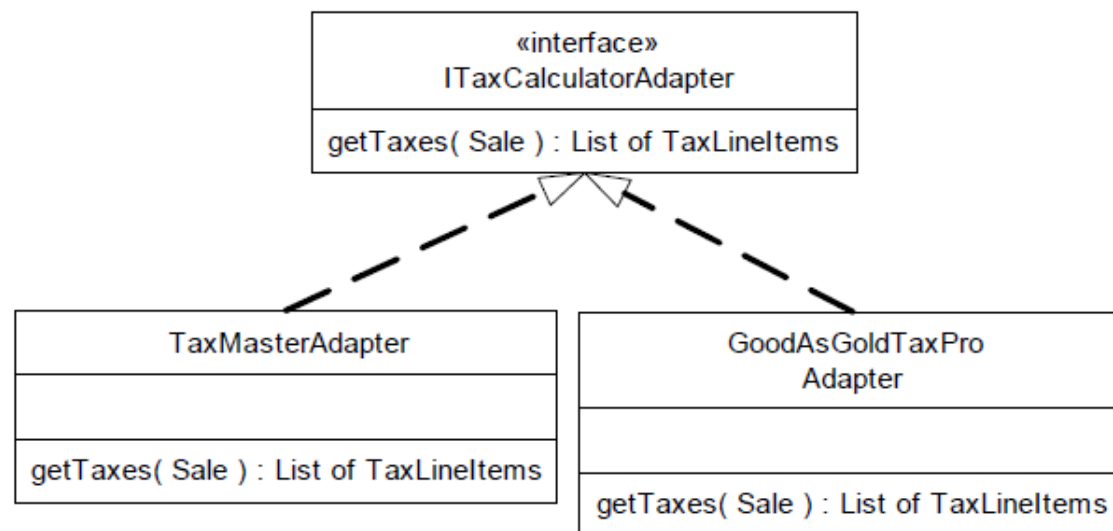 «interface»
ITaxCalculatorAdapter
getTaxes( Sale ) : List of TaxLineItems
TaxMasterAdapter
getTaxes( Sale ) : List of TaxLineItems
GoodAsGoldTaxPro
Adapter
getTaxes( Sale ) : List of TaxLineItems